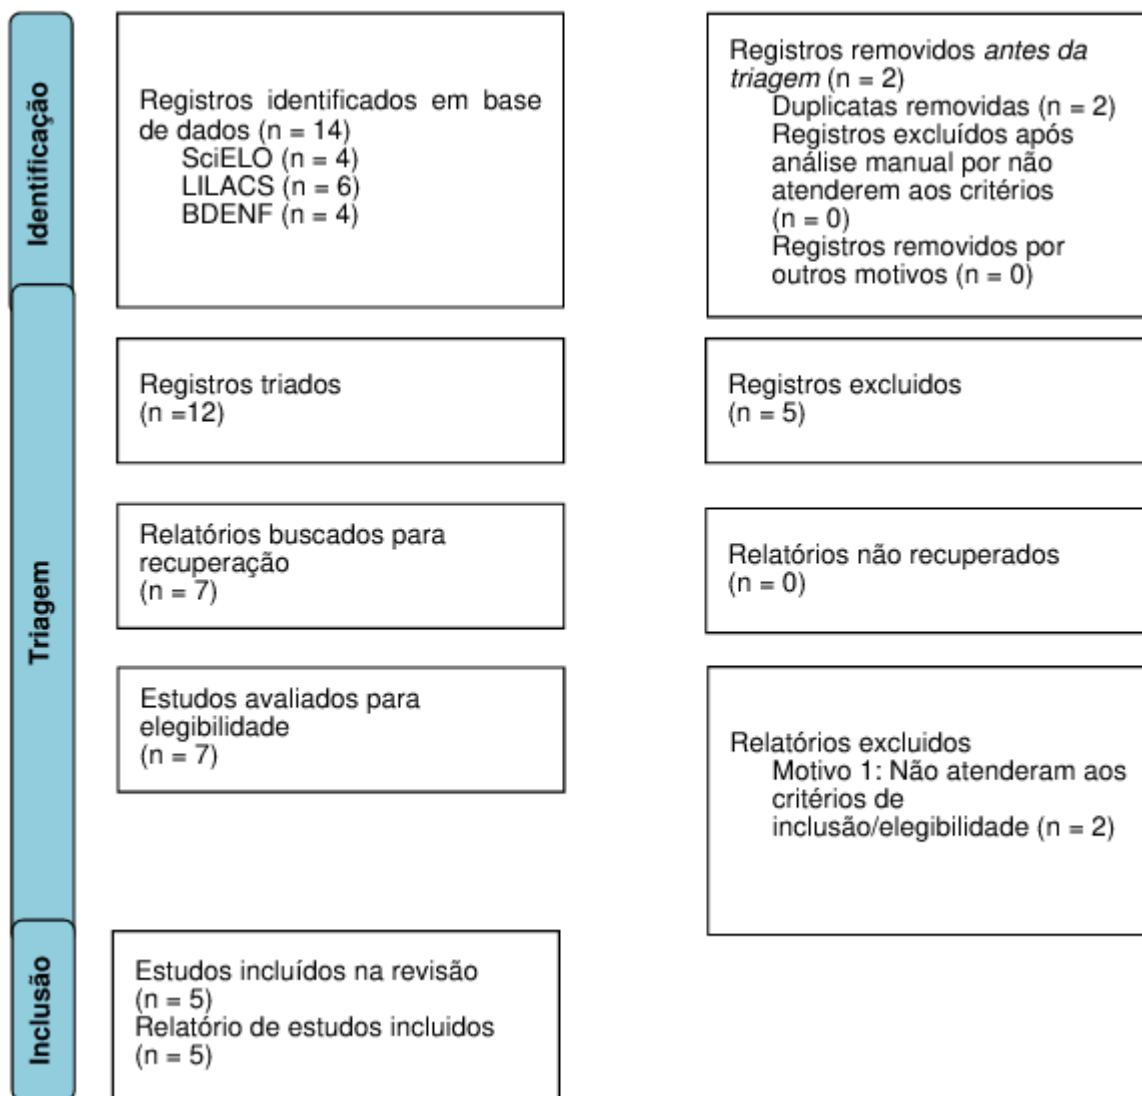 Identificação
Registros identificados em base
de dados (n = 14)
SciELO (n = 4)
LILACS (n = 6)
BDENF (n = 4)
Registros removidos antes da
triagem (n = 2)
Duplicatas removidas (n = 2)
Registros excluídos após
análise manual por não
atenderem aos critérios
(n = 0)
Registros removidos por
outros motivos (n = 0)
Triagem
Registros triados
(n =12)
Registros excluidos
(n = 5)
Relatórios buscados para
recuperação
(n = 7)
Relatórios não recuperados
(n = 0)
Estudos avaliados para
elegibilidade
(n = 7)
Relatórios excluidos
Motivo 1: Não atenderam aos
critérios de
inclusão/elegibilidade (n = 2)
Inclusão
Estudos incluídos na revisão
(n = 5)
Relatório de estudos incluidos
(n = 5)